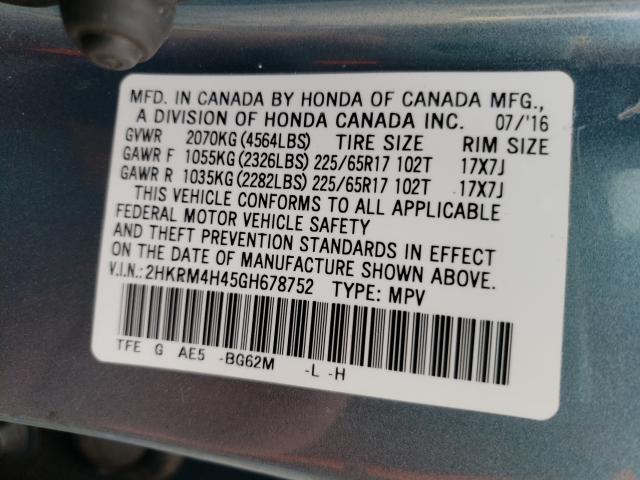 MFD. IN CANADA BY HONDA OF CANADA MFG.,
A DIVISION OF HONDA CANADA INC. 07/'16
GVWR 2070KG(4564LBS) TIRE SIZE RIM SIZE
GAWR F 1055KG(2326LBS) 225/65R17 102T 17X7J
GAWR R 1035KG(2282LBS) 225/65R17 102T 17X7J
THIS VEHICLE CONFORMS TO ALL APPLICABLE
FEDERAL MOTOR VEHICLE SAFETY
AND THEFT PREVENTION STANDARDS IN EFFECT
ON THE DATE OF MANUFACTURE SHOWN ABOVE.
V.I.N.: 2HKRM4H45GH678752 TYPE: MPV
TFE G AE5 -BG62M -L -H